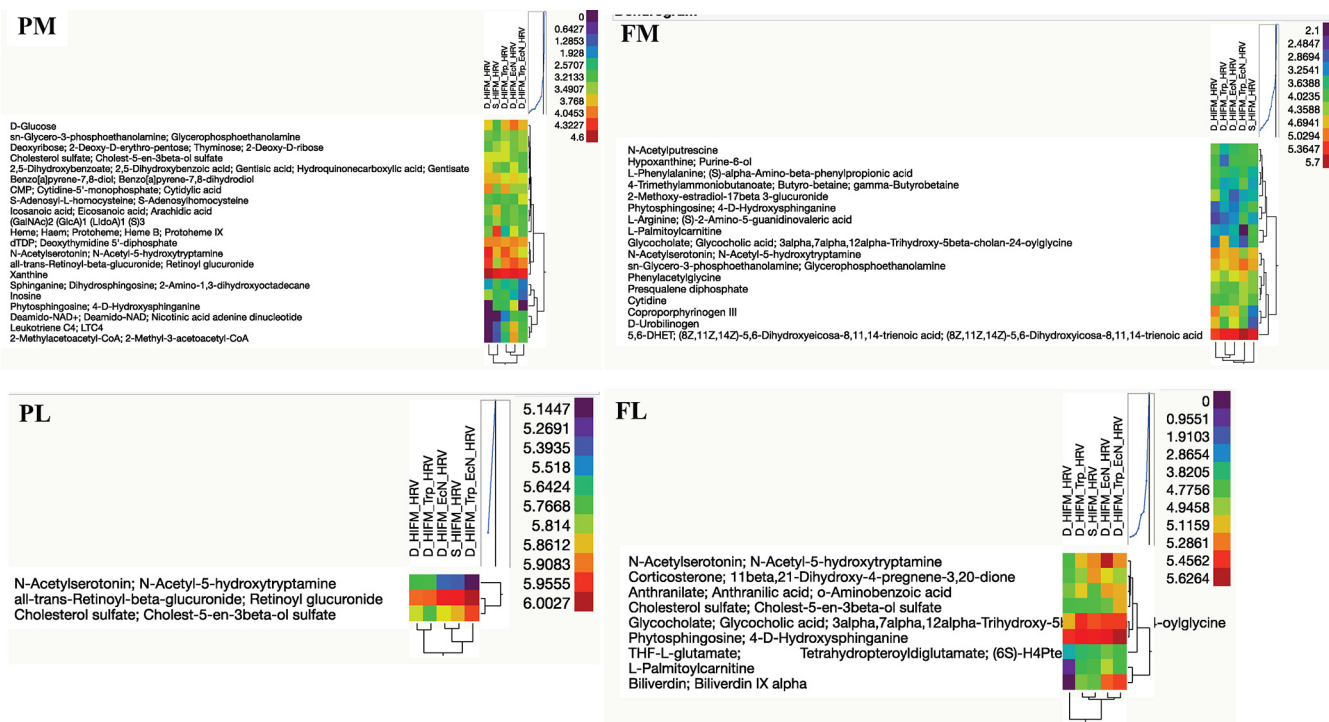 PM
D_HIFM_HRV
S_HIFM_HRV
D_HIFM_Trp_HRV
D_HIFM_EcN_HRV
D_HIFM_Trp_EcN_HRV
0
0.6427
1.2853
1.928
2.5707
3.2133
3.4907
3.768
4.0453
4.3227
4.6
D-Glucose
sn-Glycero-3-phosphoethanolamine; Glycerophosphoethanolamine
Deoxyribose; 2-Deoxy-D-erythro-pentose; Thyminose; 2-Deoxy-D-ribose
Cholesterol sulfate; Cholest-5-en-3beta-ol sulfate
2,5-Dihydroxybenzoate; 2,5-Dihydroxybenzoic acid; Gentisic acid; Hydroquinonecarboxylic acid; Gentisate
Benzo[a]pyrene-7,8-diol; Benzo[a]pyrene-7,8-dihydrodiol
CMP; Cytidine-5'-monophosphate; Cytidylic acid
S-Adenosyl-L-homocysteine; S-Adenosylhomocysteine
Icosanoic acid; Eicosanoic acid; Arachidic acid
(GalNAc)2 (GlcA)1 (LIdoA)1 (S)3
Heme; Haem; Protoheme; Heme B; Protoheme IX
dTDP; Deoxythymidine 5'-diphosphate
N-Acetylserotonin; N-Acetyl-5-hydroxytryptamine
all-trans-Retinoyl-beta-glucuronide; Retinoyl glucuronide
Xanthine
Sphinganine; Dihydrosphingosine; 2-Amino-1,3-dihydroxyoctadecane
Inosine
Phytosphingosine; 4-D-Hydroxysphinganine
Deamido-NAD+; Deamido-NAD; Nicotinic acid adenine dinucleotide
Leukotriene C4; LTC4
2-Methylacetoacetyl-CoA; 2-Methyl-3-acetoacetyl-CoA
FM
D_HIFM_HRV
D_HIFM_Trp_HRV
D_HIFM_EcN_HRV
D_HIFM_Trp_EcN_HRV
S_HIFM_HRV
2.1
2.4847
2.8694
3.2541
3.6388
4.0235
4.3588
4.6941
5.0294
5.3647
5.7
N-Acetylputrescine
Hypoxanthine; Purine-6-ol
L-Phenylalanine; (S)-alpha-Amino-beta-phenylpropionic acid
4-Trimethylammoniobutanoate; Butyro-betaine; gamma-Butyrobetaine
2-Methoxy-estradiol-17beta 3-glucuronide
Phytosphingosine; 4-D-Hydroxysphinganine
L-Arginine; (S)-2-Amino-5-guanidinovaleric acid
L-Palmitoylcarnitine
Glycocholate; Glycocholic acid; 3alpha,7alpha,12alpha-Trihydroxy-5beta-cholan-24-oylglycine
N-Acetylserotonin; N-Acetyl-5-hydroxytryptamine
sn-Glycero-3-phosphoethanolamine; Glycerophosphoethanolamine
Phenylacetylglycine
Presqualene diphosphate
Cytidine
Coproporphyrinogen III
D-Urobilinogen
5,6-DHET; (8Z,11Z,14Z)-5,6-Dihydroxyeicosa-8,11,14-trienoic acid; (8Z,11Z,14Z)-5,6-Dihydroxyicosa-8,11,14-trienoic acid
PL
D_HIFM_HRV
D_HIFM_Trp_HRV
D_HIFM_EcN_HRV
S_HIFM_HRV
D_HIFM_Trp_EcN_HRV
5.1447
5.2691
5.3935
5.518
5.6424
5.7668
5.814
5.8612
5.9083
5.9555
6.0027
N-Acetylserotonin; N-Acetyl-5-hydroxytryptamine
all-trans-Retinoyl-beta-glucuronide; Retinoyl glucuronide
Cholesterol sulfate; Cholest-5-en-3beta-ol sulfate
FL
D_HIFM_HRV
D_HIFM_Trp_HRV
S_HIFM_HRV
D_HIFM_EcN_HRV
D_HIFM_Trp_EcN_HRV
0
0.9551
1.9103
2.8654
3.8205
4.7756
4.9458
5.1159
5.2861
5.4562
5.6264
N-Acetylserotonin; N-Acetyl-5-hydroxytryptamine
Corticosterone; 11beta,21-Dihydroxy-4-pregnene-3,20-dione
Anthranilate; Anthranilic acid; o-Aminobenzoic acid
Cholesterol sulfate; Cholest-5-en-3beta-ol sulfate
Glycocholate; Glycocholic acid; 3alpha,7alpha,12alpha-Trihydroxy-5b 4-oylglycine
Phytosphingosine; 4-D-Hydroxysphinganine
THF-L-glutamate; Tetrahydropteroyldiglutamate; (6S)-H4Pte
L-Palmitoylcarnitine
Biliverdin; Biliverdin IX alpha